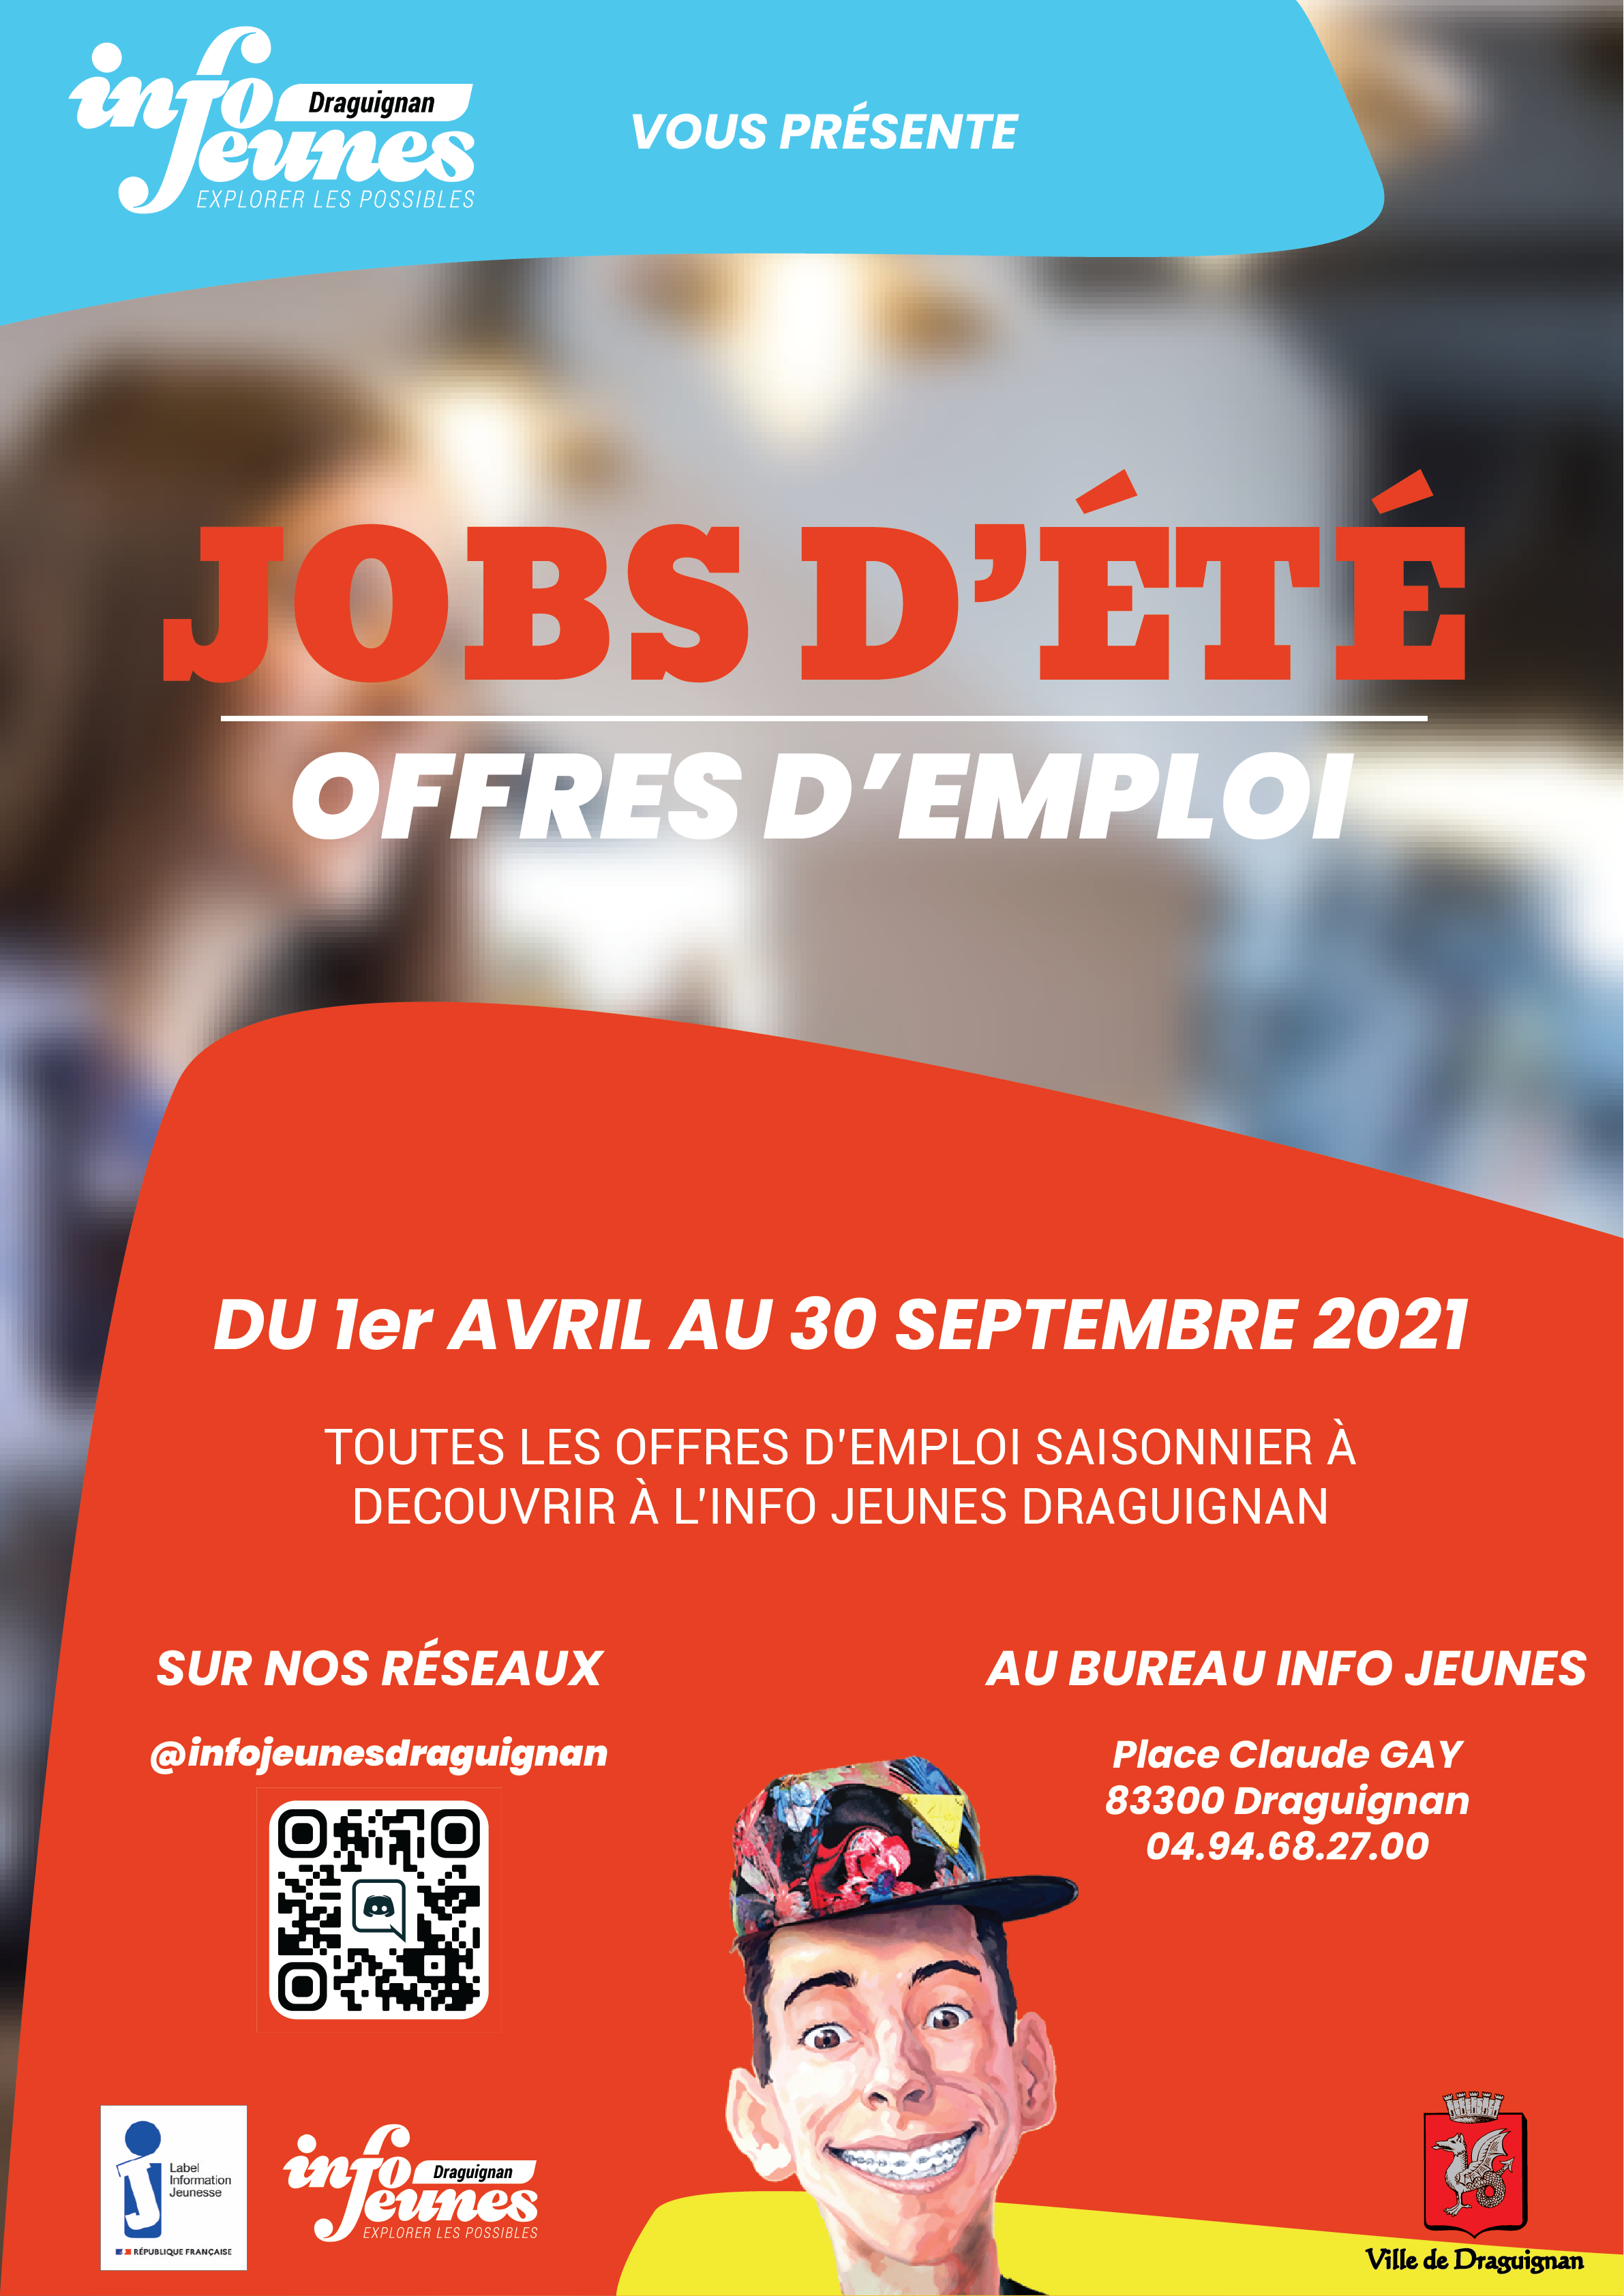 info
Draguignan
Jeunes
EXPLORER LES POSSIBLES
VOUS PRÉSENTE
JOBS D’ÉTÉ
OFFRES D’EMPLOI
DU 1er AVRIL AU 30 SEPTEMBRE 2021
TOUTES LES OFFRES D'EMPLOI SAISONNIER À
DECOUVRIR À L'INFO JEUNES DRAGUIGNAN
SUR NOS RÉSEAUX
@infojeunesdraguignan
AU BUREAU INFO JEUNES
Place Claude GAY
83300 Draguignan
04.94.68.27.00
Label
Information
Jeunesse
RÉPUBLIQUE FRANÇAISE
info
Draguignan
Jeunes
EXPLORER LES POSSIBLES
Ville de Draguignan